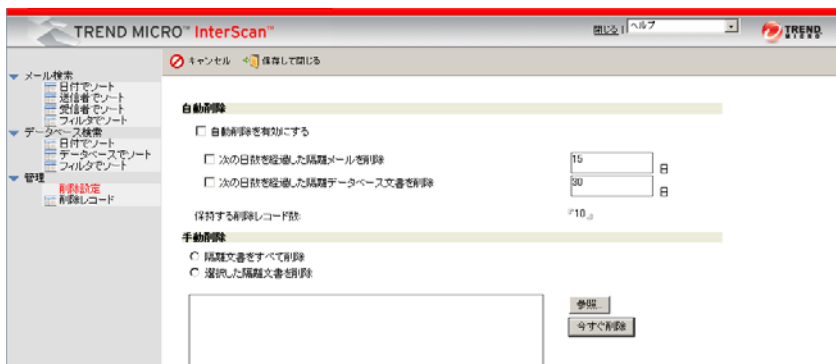 TREND MICRO™ InterScan™
閉じる | ヘルプ
TREND MICRO
キャンセル 保存して閉じる
メール検索
日付でソート
送信者でソート
受信者でソート
フィルタでソート
データベース検索
日付でソート
データベースでソート
フィルタでソート
管理
削除設定
削除レコード
自動削除
自動削除を有効にする
次の日数を経過した隔離メールを削除 15 日
次の日数を経過した隔離データベース文書を削除 30 日
保持する削除レコード数: 『10』
手動削除
隔離文書をすべて削除
選択した隔離文書を削除
参照...
今すぐ削除